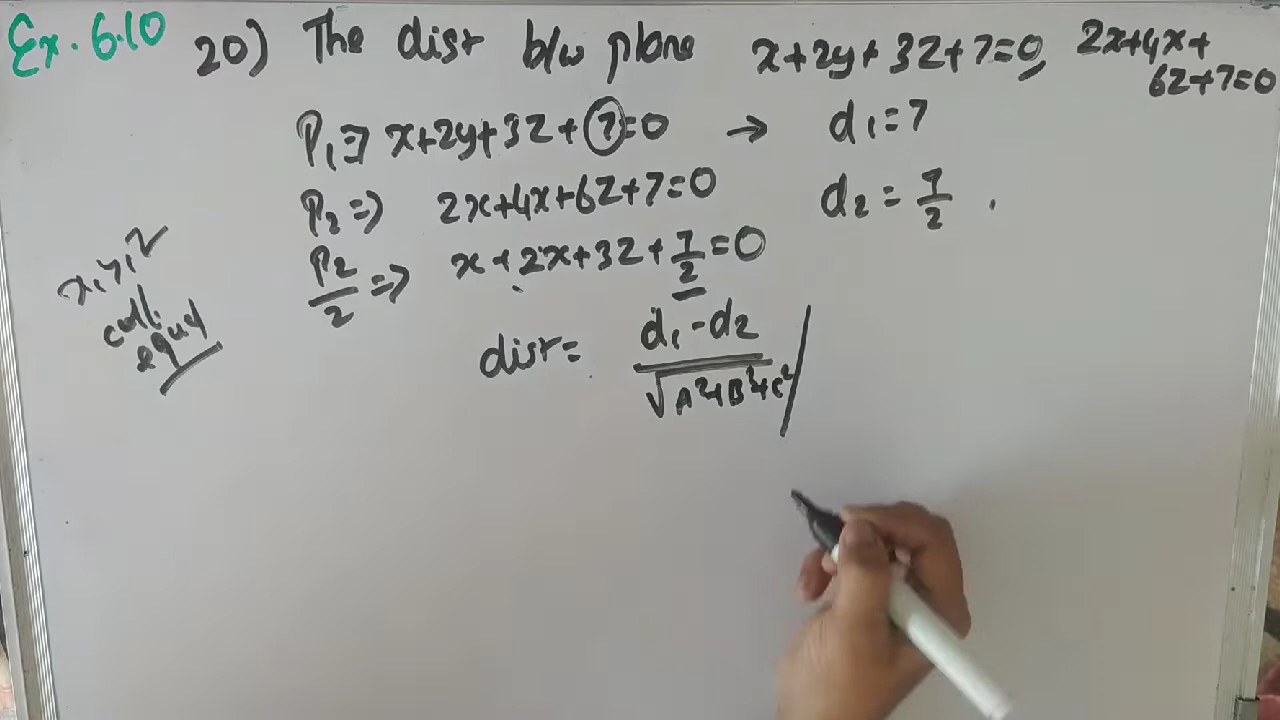 Ex. 6.10
20) The dist b/w plane x+2y+3z+7=0, 2x+4x+
6z+7=0
P₁⇒ x+2y+3z+7=0 → d₁=7
P₂⇒ 2x+4x+6z+7=0 d₂=7/2.
P₂/2⇒ x+2x+3z+7/2=0
x,y,z
coeff.
equal
dist= d₁-d₂/√A²+B²+C²